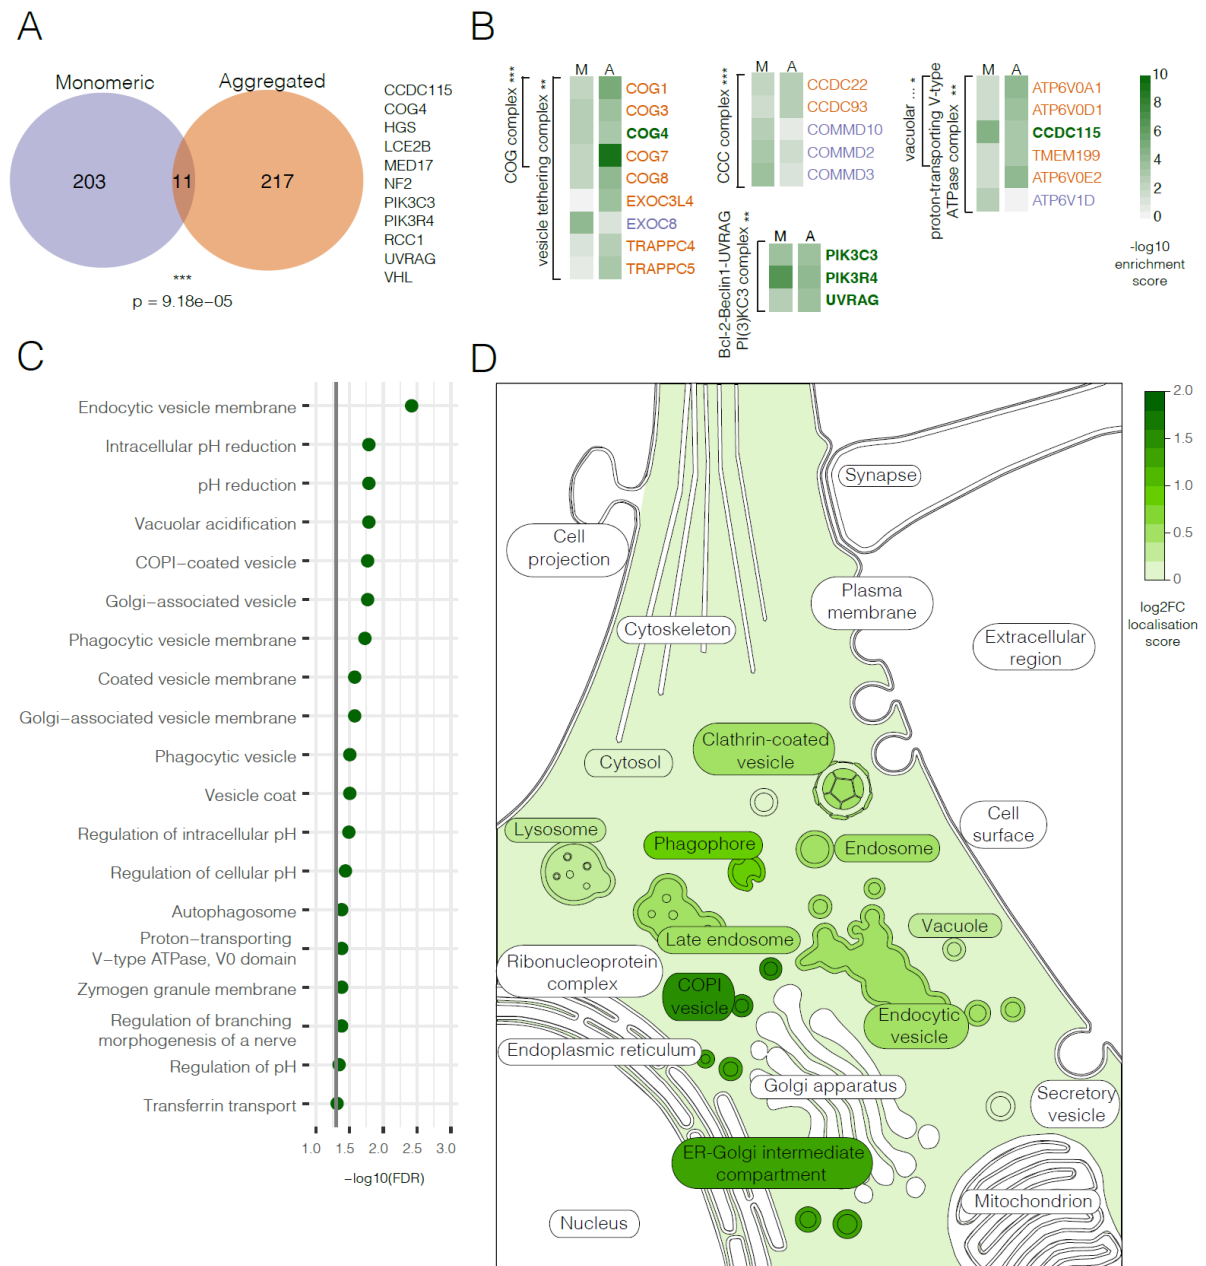 A
Monomeric
Aggregated
203
11
217
***
p = 9.18e−05
CCDC115
COG4
HGS
LCE2B
MED17
NF2
PIK3C3
PIK3R4
RCC1
UVRAG
VHL
B
COG complex ***
vesicle tethering complex **
M A
COG1
COG3
COG4
COG7
COG8
EXOC3L4
EXOC8
TRAPPC4
TRAPPC5
CCC complex ***
M A
CCDC22
CCDC93
COMMD10
COMMD2
COMMD3
Bcl-2-Beclin1-UVRAG
PI(3)KC3 complex **
M A
PIK3C3
PIK3R4
UVRAG
vacuolar ... *
proton-transporting V-type
ATPase complex **
M A
ATP6V0A1
ATP6V0D1
CCDC115
TMEM199
ATP6V0E2
ATP6V1D
10
8
6
4
2
0
-log10
enrichment
score
C
Endocytic vesicle membrane
Intracellular pH reduction
pH reduction
Vacuolar acidification
COPI−coated vesicle
Golgi−associated vesicle
Phagocytic vesicle membrane
Coated vesicle membrane
Golgi−associated vesicle membrane
Phagocytic vesicle
Vesicle coat
Regulation of intracellular pH
Regulation of cellular pH
Autophagosome
Proton−transporting
V−type ATPase, V0 domain
Zymogen granule membrane
Regulation of branching
morphogenesis of a nerve
Regulation of pH
Transferrin transport
1.0 1.5 2.0 2.5 3.0
−log10(FDR)
D
Synapse
Cell
projection
Plasma
membrane
Cytoskeleton
Extracellular
region
Clathrin-coated
vesicle
Cytosol
Cell
surface
Lysosome
Phagophore
Endosome
Late endosome
Vacuole
Ribonucleoprotein
complex
COPI
vesicle
Endocytic
vesicle
Endoplasmic reticulum
Golgi apparatus
Secretory
vesicle
ER-Golgi intermediate
compartment
Mitochondrion
Nucleus
2.0
1.5
1.0
0.5
0
log2FC
localisation
score